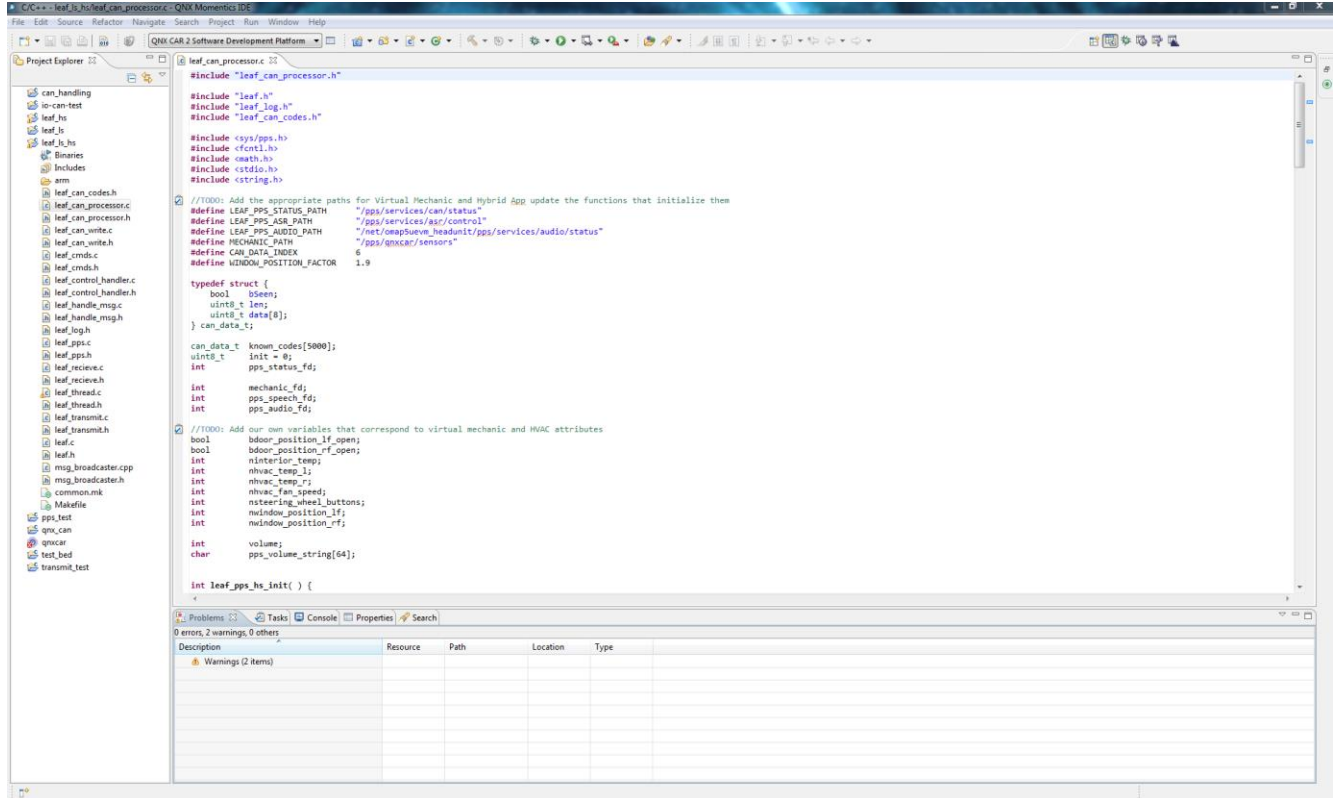 C/C++ - leaf_ls_hs/leaf_can_processor.c - QNX Momentics IDE
File Edit Source Refactor Navigate Search Project Run Window Help
QNX CAR 2 Software Development Platform
Project Explorer
can_handling
io-can-test
leaf_hs
leaf_ls
leaf_ls_hs
Binaries
Includes
arm
leaf_can_codes.h
leaf_can_processor.c
leaf_can_processor.h
leaf_can_write.c
leaf_can_write.h
leaf_cmds.c
leaf_cmds.h
leaf_control_handler.c
leaf_control_handler.h
leaf_handle_msg.c
leaf_handle_msg.h
leaf_log.h
leaf_pps.c
leaf_pps.h
leaf_recieve.c
leaf_recieve.h
leaf_thread.c
leaf_thread.h
leaf_transmit.c
leaf_transmit.h
leaf.c
leaf.h
msg_broadcaster.cpp
msg_broadcaster.h
common.mk
Makefile
pps_test
qnx_can
qnxcar
test_bed
transmit_test
leaf_can_processor.c
#include "leaf_can_processor.h"
#include "leaf.h"
#include "leaf_log.h"
#include "leaf_can_codes.h"
#include <sys/pps.h>
#include <fcntl.h>
#include <math.h>
#include <stdio.h>
#include <string.h>
//TODO: Add the appropriate paths for Virtual Mechanic and Hybrid App update the functions that initialize them
#define LEAF_PPS_STATUS_PATH "/pps/services/can/status"
#define LEAF_PPS_ASR_PATH "/pps/services/asr/control"
#define LEAF_PPS_AUDIO_PATH "/net/omap5uevm_headunit/pps/services/audio/status"
#define MECHANIC_PATH "/pps/qnxcar/sensors"
#define CAN_DATA_INDEX 6
#define WINDOW_POSITION_FACTOR 1.9
typedef struct {
bool bSeen;
uint8_t len;
uint8_t data[8];
} can_data_t;
can_data_t known_codes[5000];
uint8_t init = 0;
int pps_status_fd;
int mechanic_fd;
int pps_speech_fd;
int pps_audio_fd;
//TODO: Add our own variables that correspond to virtual mechanic and HVAC attributes
bool bdoor_position_lf_open;
bool bdoor_position_rf_open;
int ninterior_temp;
int nhvac_temp_l;
int nhvac_temp_r;
int nhvac_fan_speed;
int nsteering_wheel_buttons;
int nwindow_position_lf;
int nwindow_position_rf;
int volume;
char pps_volume_string[64];
int leaf_pps_hs_init( ) {
Problems Tasks Console Properties Search
0 errors, 2 warnings, 0 others
Description Resource Path Location Type
Warnings (2 items)